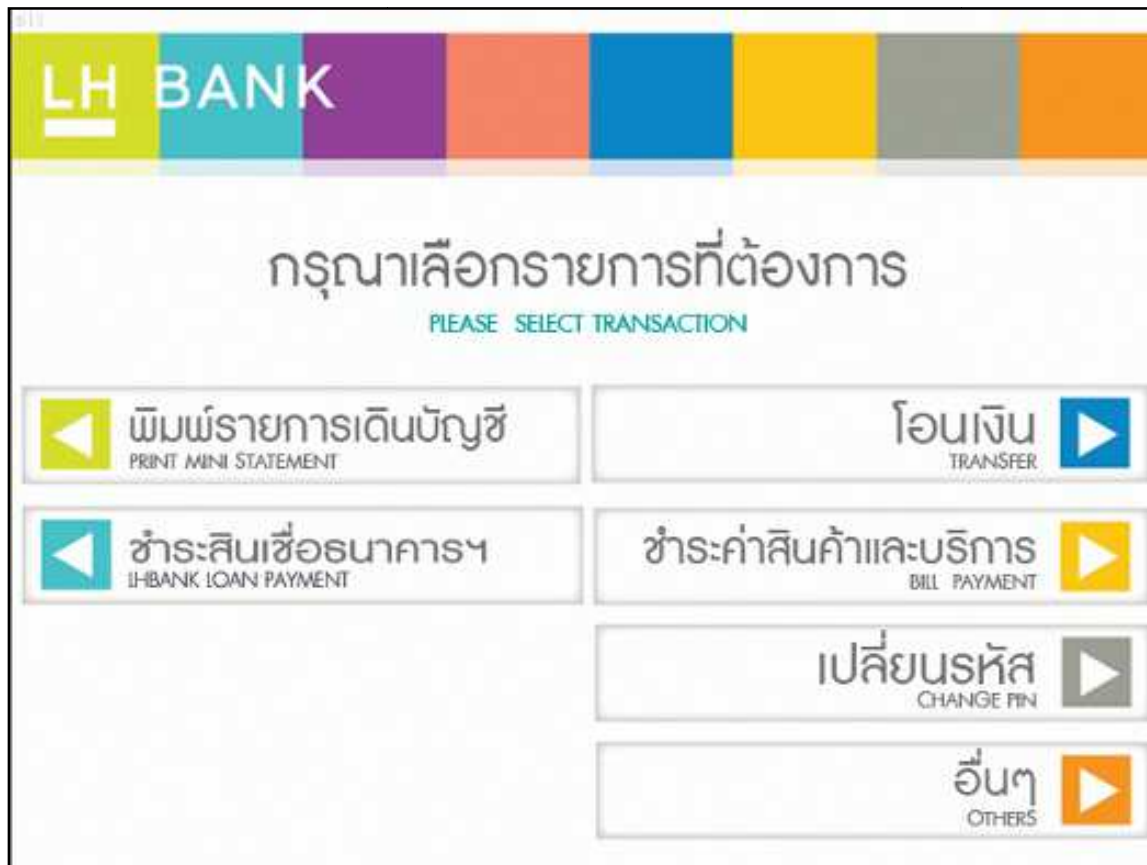 LH BANK
กรุณาเลือกรายการที่ต้องการ
PLEASE SELECT TRANSACTION
พิมพ์รายการเดินบัญชี
PRINT MINI STATEMENT
โอนเงิน
TRANSFER
ชำระสินเชื่อธนาคารฯ
LHBANK LOAN PAYMENT
ชำระค่าสินค้าและบริการ
BILL PAYMENT
เปลี่ยนรหัส
CHANGE PIN
อื่นๆ
OTHERS